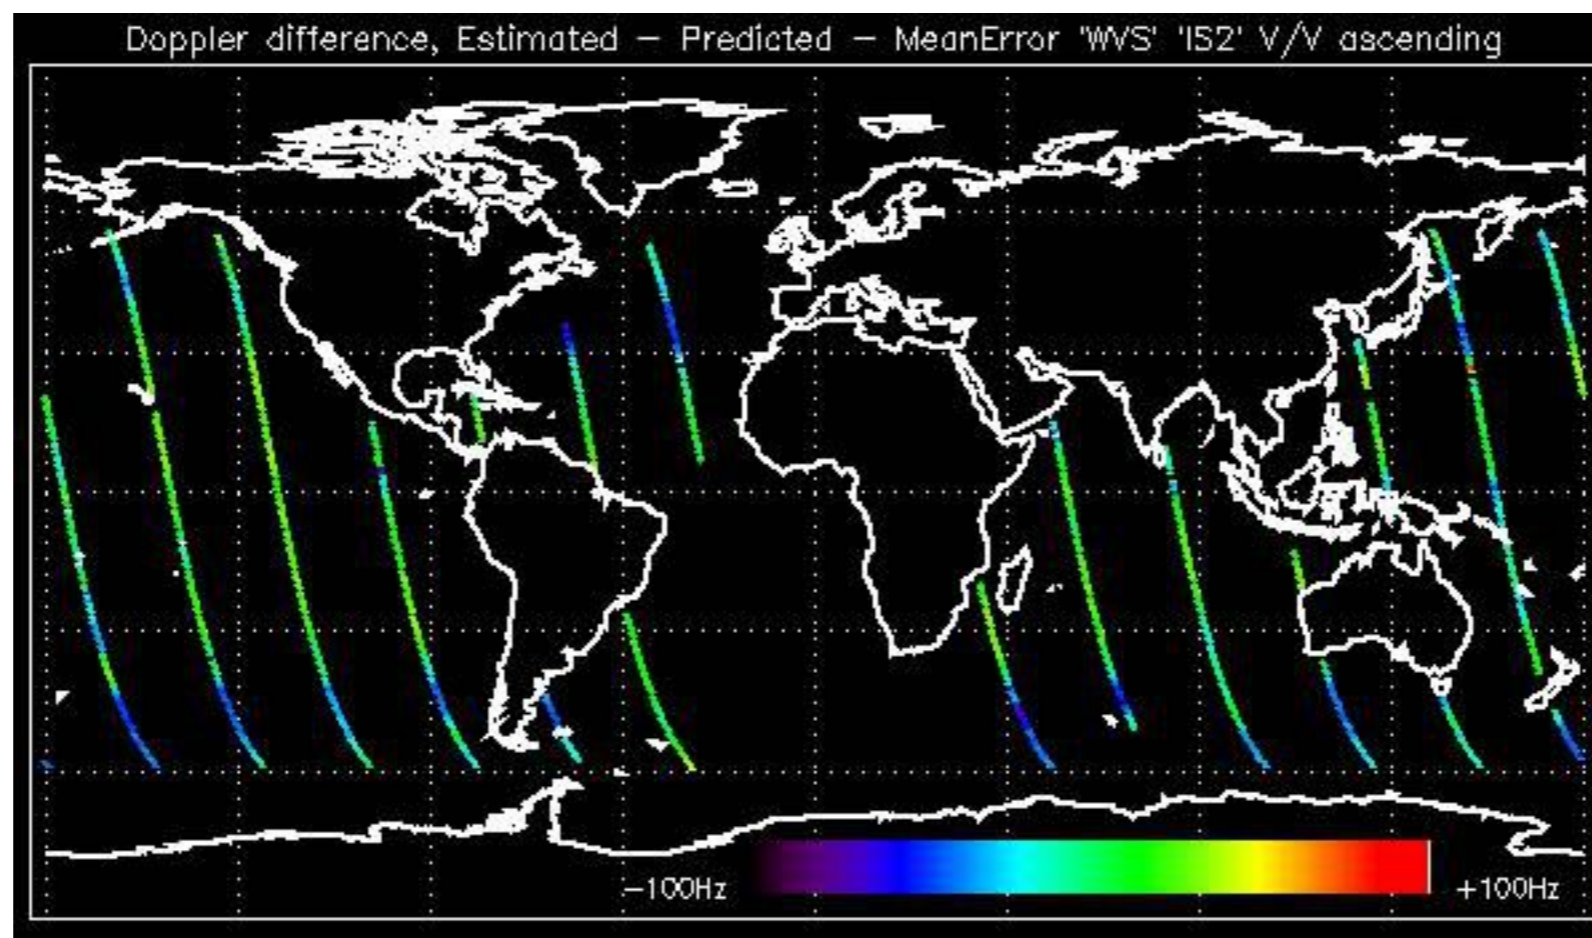 Doppler difference, Estimated – Predicted – MeanError 'WVS' 'IS2' V/V ascending
–100Hz
+100Hz